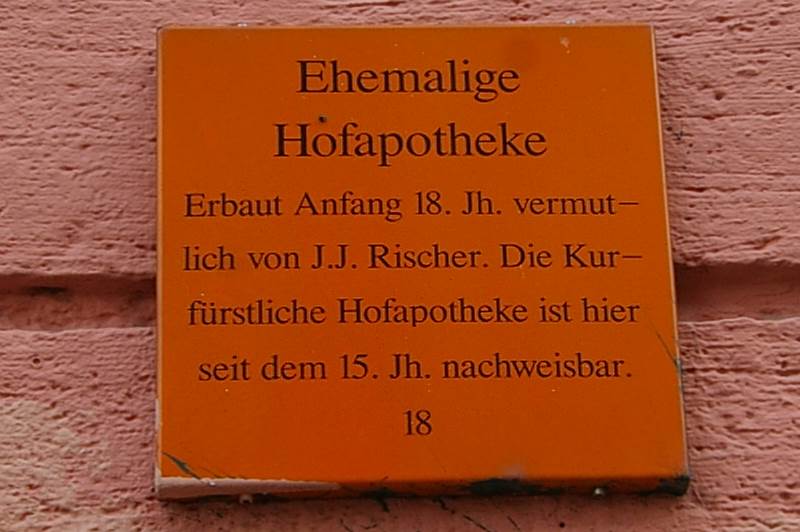 Ehemalige
Hofapotheke
Erbaut Anfang 18. Jh. vermut-
lich von J.J. Rischer. Die Kur-
fürstliche Hofapotheke ist hier
seit dem 15. Jh. nachweisbar.
18